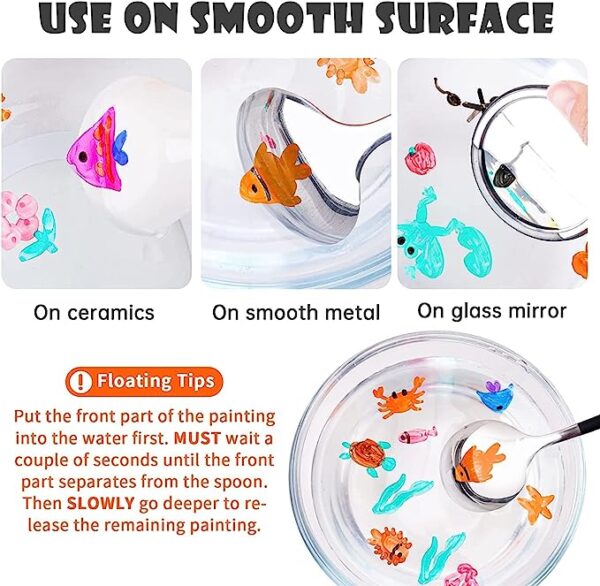 USE ON SMOOTH SURFACE
On ceramics
On smooth metal
On glass mirror
! Floating Tips
Put the front part of the painting
into the water first. MUST wait a
couple of seconds until the front
part separates from the spoon.
Then SLOWLY go deeper to re-
lease the remaining painting.